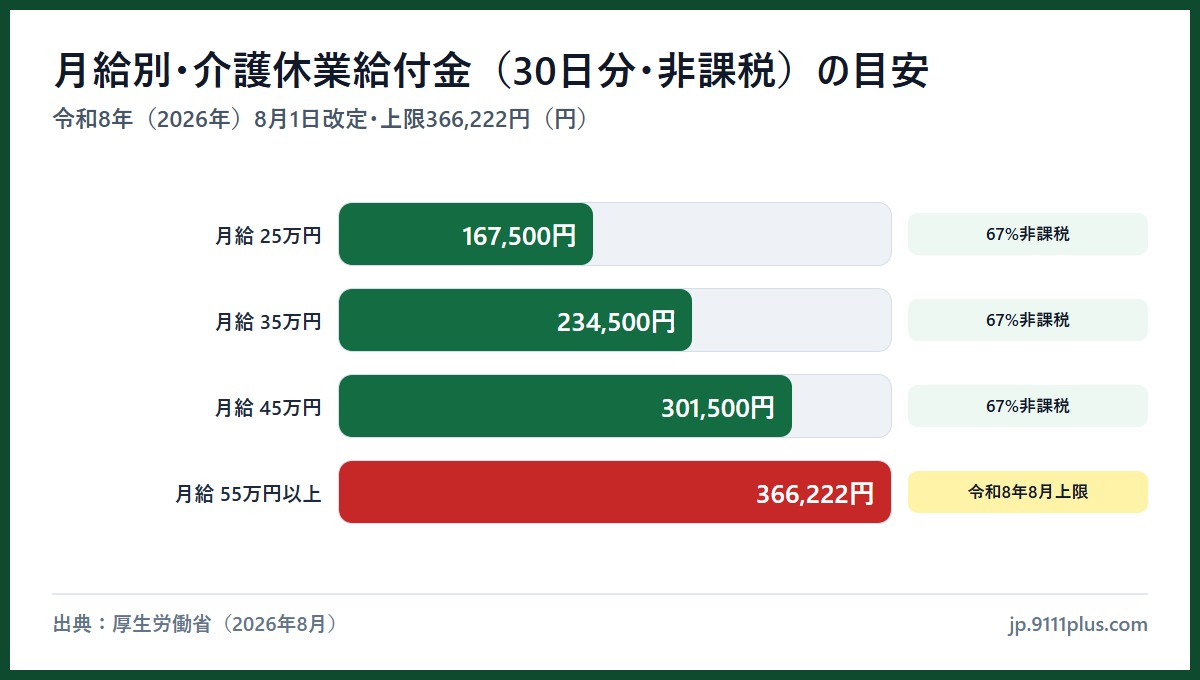 月給別･介護休業給付金（30日分･非課税）の目安
令和8年（2026年）8月1日改定･上限366,222円（円）
月給 25万円 167,500円 67%非課税
月給 35万円 234,500円 67%非課税
月給 45万円 301,500円 67%非課税
月給 55万円以上 366,222円 令和8年8月上限
出典：厚生労働省（2026年8月） jp.9111plus.com